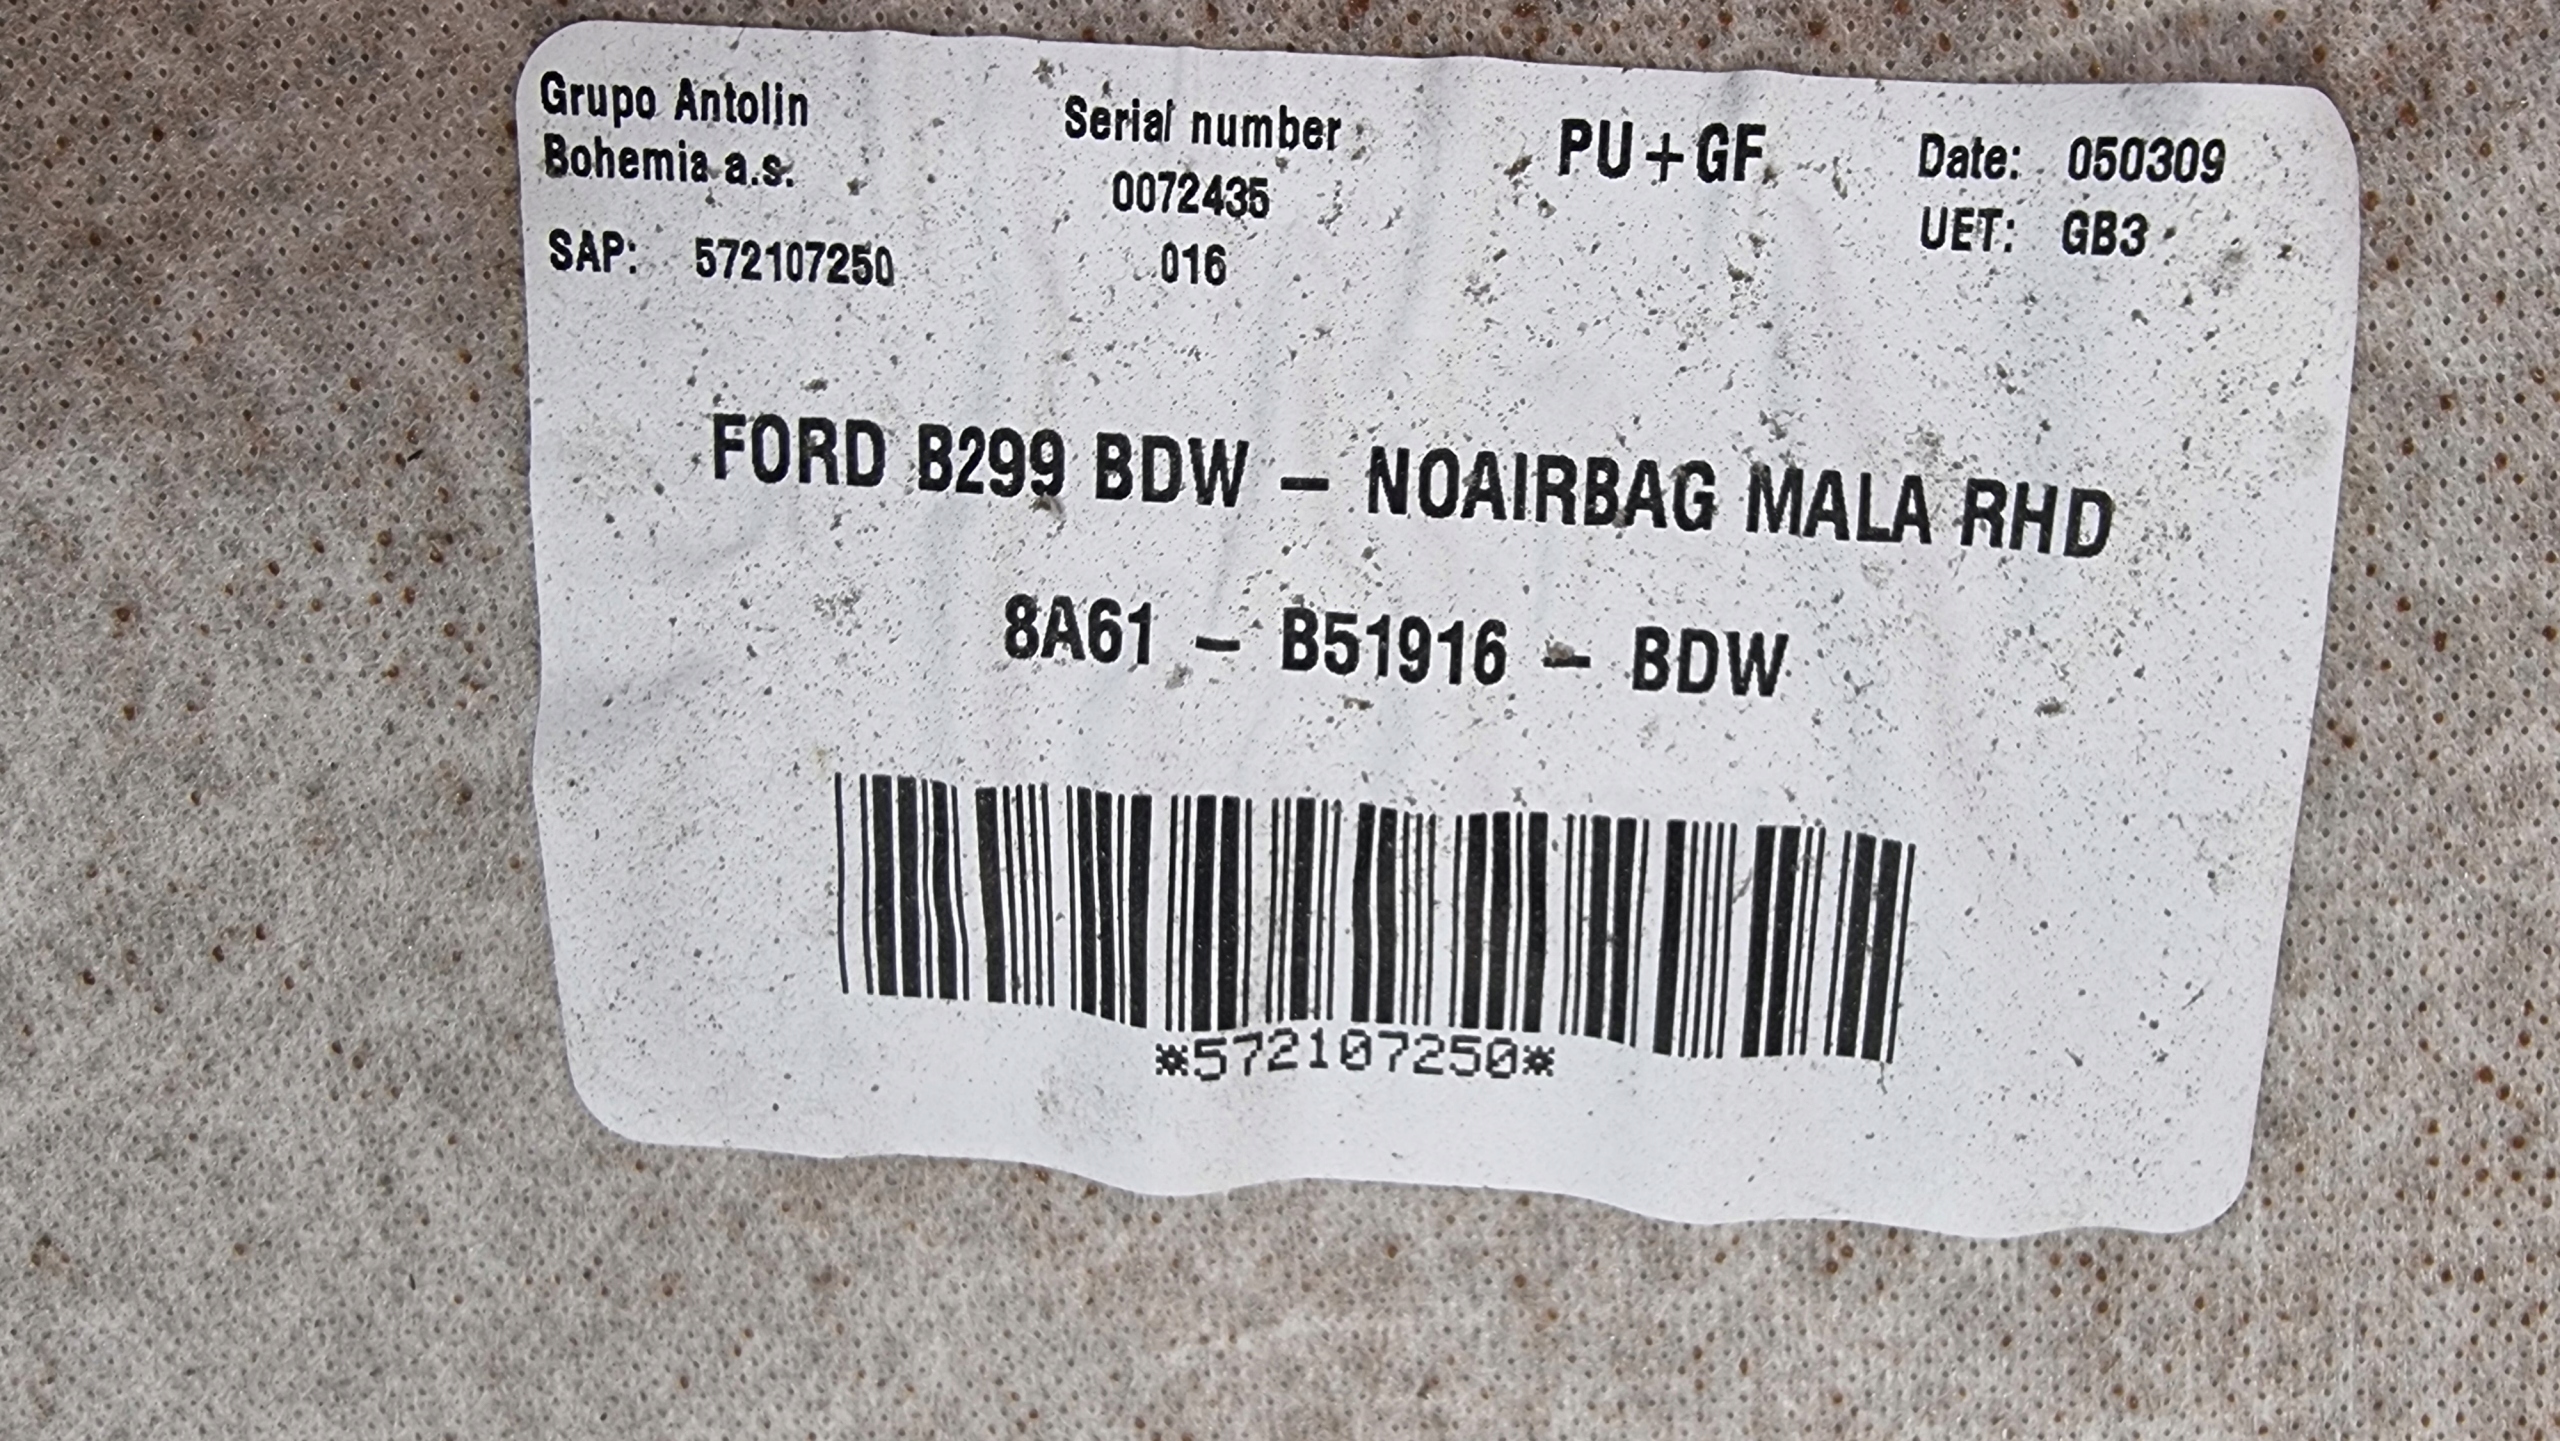 Grupo Antolin
Bohemia a.s.
SAP: 572107250
Serial number
0072435
016
PU+GF
Date: 050309
UET: GB3
FORD B299 BDW - NOAIRBAG MALA RHD
8A61 - B51916 - BDW
*572107250*